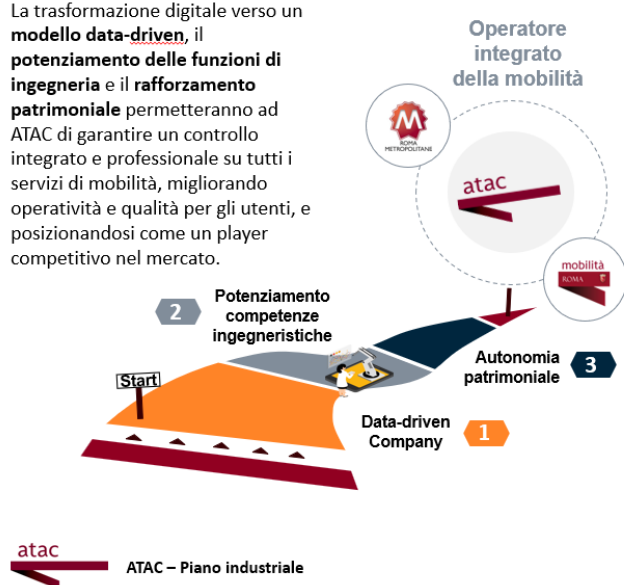 La trasformazione digitale verso un
modello data-driven, il
potenziamento delle funzioni di
ingegneria e il rafforzamento
patrimoniale permetteranno ad
ATAC di garantire un controllo
integrato e professionale su tutti i
servizi di mobilità, migliorando
operatività e qualità per gli utenti, e
posizionandosi come un player
competitivo nel mercato.
Operatore
integrato
della mobilità
M
ROMA
METROPOLITANE
atac
mobilità
ROMA
2
Potenziamento
competenze
ingegneristiche
Start
Autonomia
patrimoniale
3
Data-driven
Company
1
atac
ATAC – Piano industriale